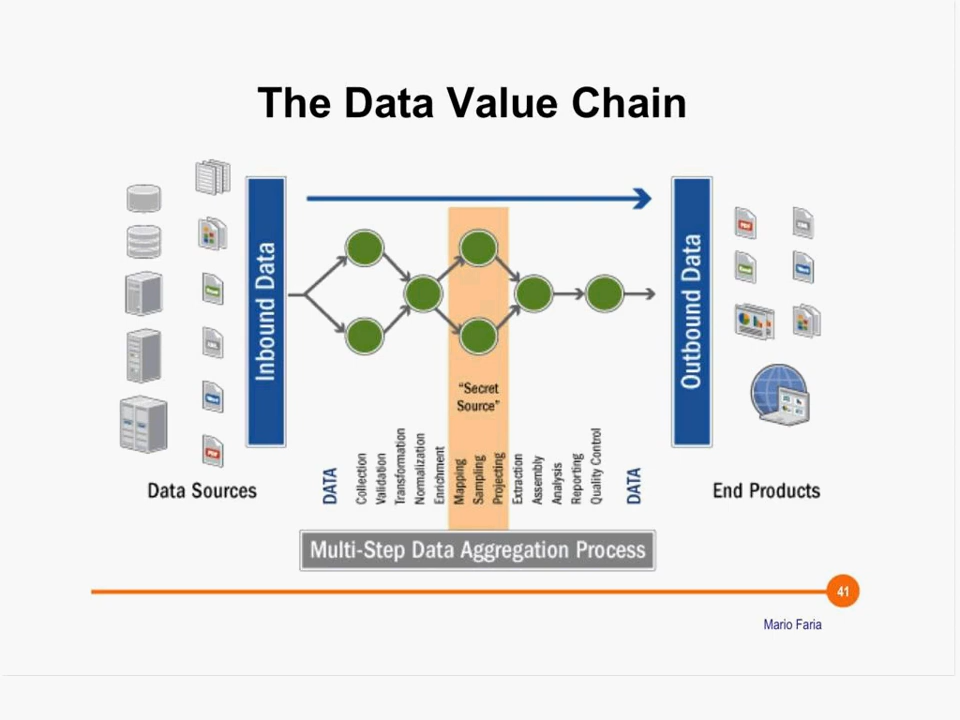 The Data Value Chain
Inbound Data
Outbound Data
"Secret
Source"
DATA
Collection
Validation
Transformation
Normalization
Enrichment
Mapping
Sampling
Projecting
Extraction
Assembly
Analysis
Reporting
Quality Control
DATA
Data Sources
End Products
Multi-Step Data Aggregation Process
41
Mario Faria
PDF
PDF